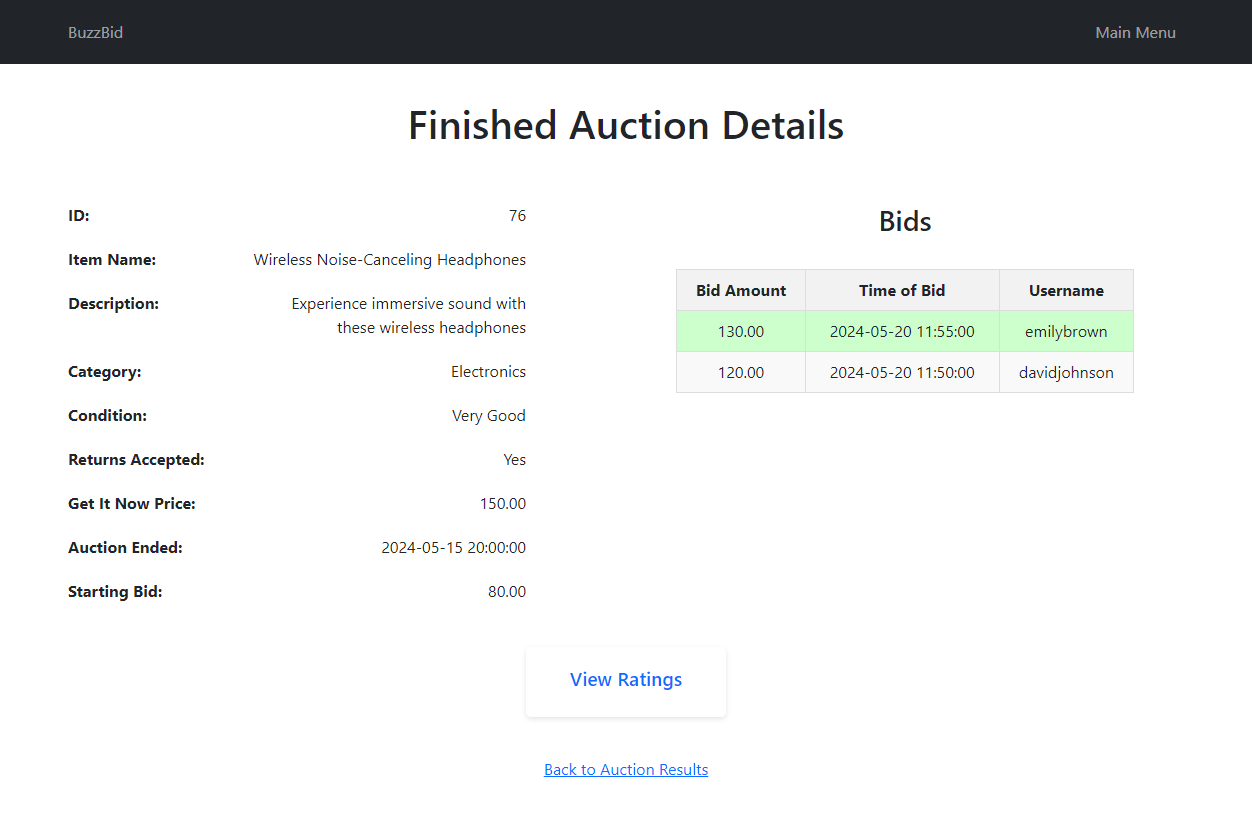 BuzzBid Main Menu
Finished Auction Details
ID: 76
Item Name: Wireless Noise-Canceling Headphones
Description: Experience immersive sound with
these wireless headphones
Category: Electronics
Condition: Very Good
Returns Accepted: Yes
Get It Now Price: 150.00
Auction Ended: 2024-05-15 20:00:00
Starting Bid: 80.00
Bids
Bid Amount Time of Bid Username
130.00 2024-05-20 11:55:00 emilybrown
120.00 2024-05-20 11:50:00 davidjohnson
View Ratings
Back to Auction Results